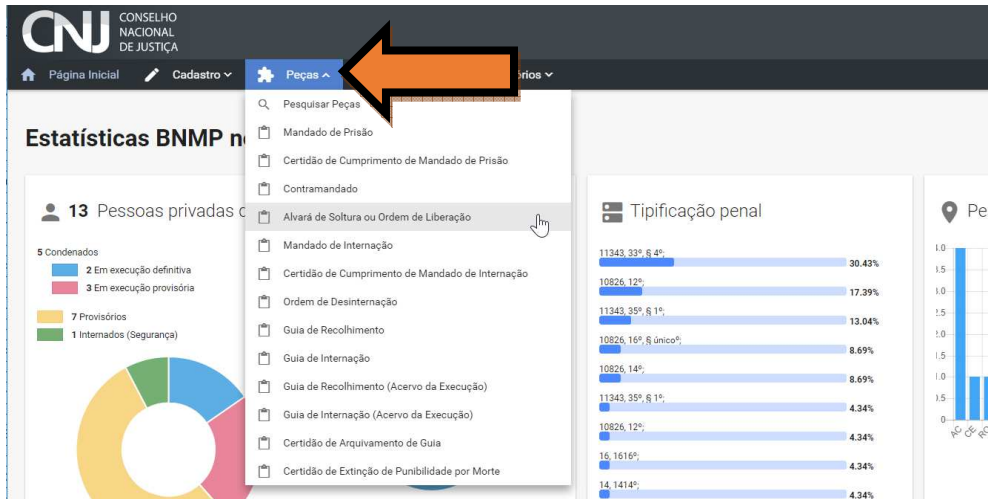 CNJ
CONSELHO
NACIONAL
DE JUSTIÇA
Página Inicial
Cadastro
Peças
Estatísticas BNMP
Pesquisar Peças
Mandado de Prisão
Certidão de Cumprimento de Mandado de Prisão
Contramandado
Alvará de Soltura ou Ordem de Liberação
Mandado de Internação
Certidão de Cumprimento de Mandado de Internação
Ordem de Desinternação
Guia de Recolhimento
Guia de Internação
Guia de Recolhimento (Acervo da Execução)
Guia de Internação (Acervo da Execução)
Certidão de Arquivamento de Guia
Certidão de Extinção de Punibilidade por Morte
13 Pessoas privadas
5 Condenados
2 Em execução definitiva
3 Em execução provisória
7 Provisórios
1 Internados (Segurança)
Tipificação penal
11343, 33º, § 4º;
30.43%
10826, 12º;
17.39%
11343, 35º, § 1º;
13.04%
10826, 16º, § únicoº;
8.69%
10826, 14º;
8.69%
11343, 35º, § 1º;
4.34%
10826, 12º;
4.34%
16, 1616º;
4.34%
14, 1414º;
4.34%
Pe
AC
CE